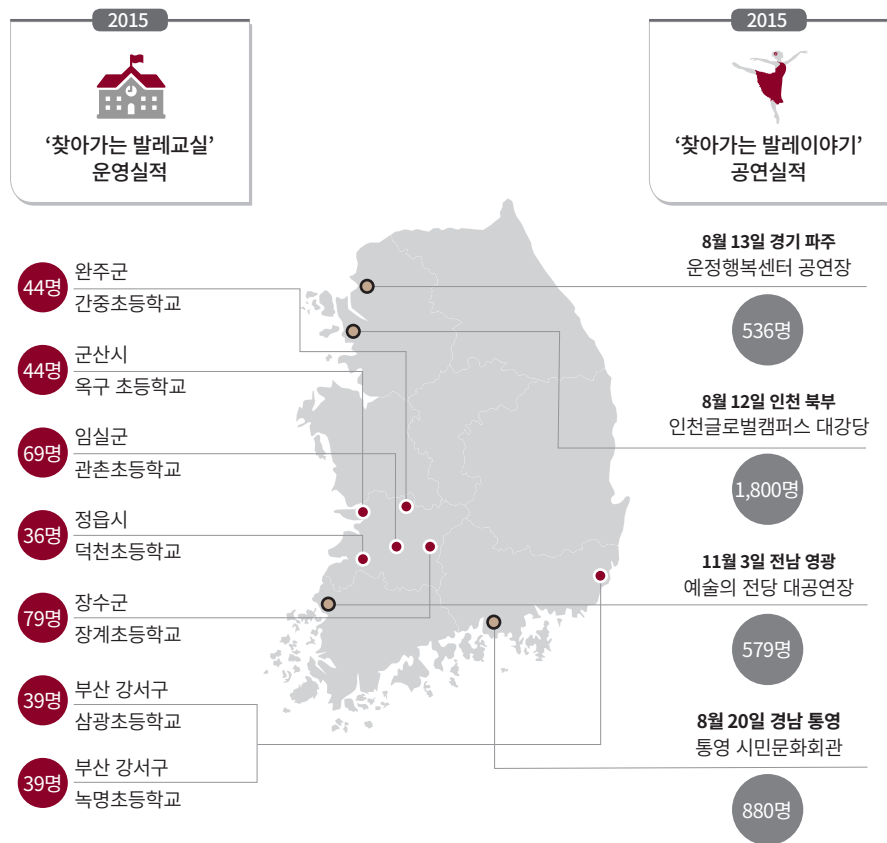 2015
‘찾아가는 발레교실’
운영실적
44명
완주군
간중초등학교
44명
군산시
옥구 초등학교
69명
임실군
관촌초등학교
36명
정읍시
덕천초등학교
79명
장수군
장계초등학교
39명
부산 강서구
삼광초등학교
39명
부산 강서구
녹명초등학교
2015
‘찾아가는 발레이야기’
공연실적
8월 13일 경기 파주
운정행복센터 공연장
536명
8월 12일 인천 북부
인천글로벌캠퍼스 대강당
1,800명
11월 3일 전남 영광
예술의 전당 대공연장
579명
8월 20일 경남 통영
통영 시민문화회관
880명